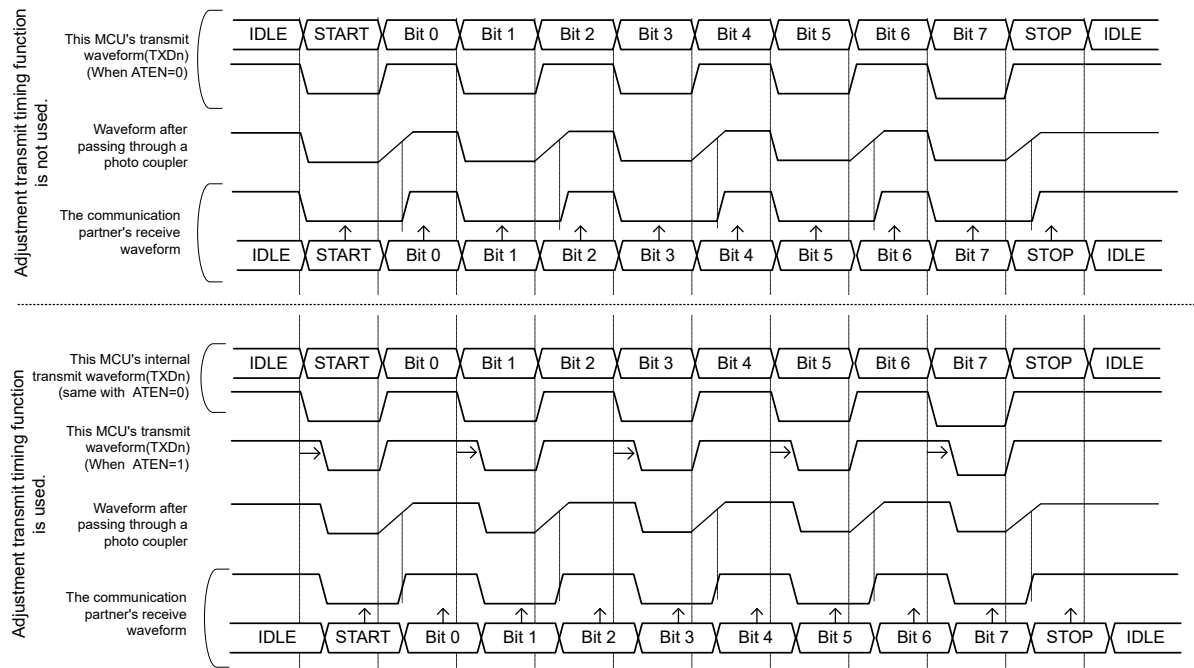 Adjustment transmit timing function
is not used.
This MCU's transmit
waveform(TXDn)
(When ATEN=0)
IDLE START Bit 0 Bit 1 Bit 2 Bit 3 Bit 4 Bit 5 Bit 6 Bit 7 STOP IDLE
Waveform after
passing through a
photo coupler
The communication
partner's receive
waveform
IDLE START Bit 0 Bit 1 Bit 2 Bit 3 Bit 4 Bit 5 Bit 6 Bit 7 STOP IDLE
Adjustment transmit timing function
is used.
This MCU's internal
transmit waveform(TXDn)
(same with ATEN=0)
IDLE START Bit 0 Bit 1 Bit 2 Bit 3 Bit 4 Bit 5 Bit 6 Bit 7 STOP IDLE
This MCU's transmit
waveform(TXDn)
(When ATEN=1)
Waveform after
passing through a
photo coupler
The communication
partner's receive
waveform
IDLE START Bit 0 Bit 1 Bit 2 Bit 3 Bit 4 Bit 5 Bit 6 Bit 7 STOP IDLE